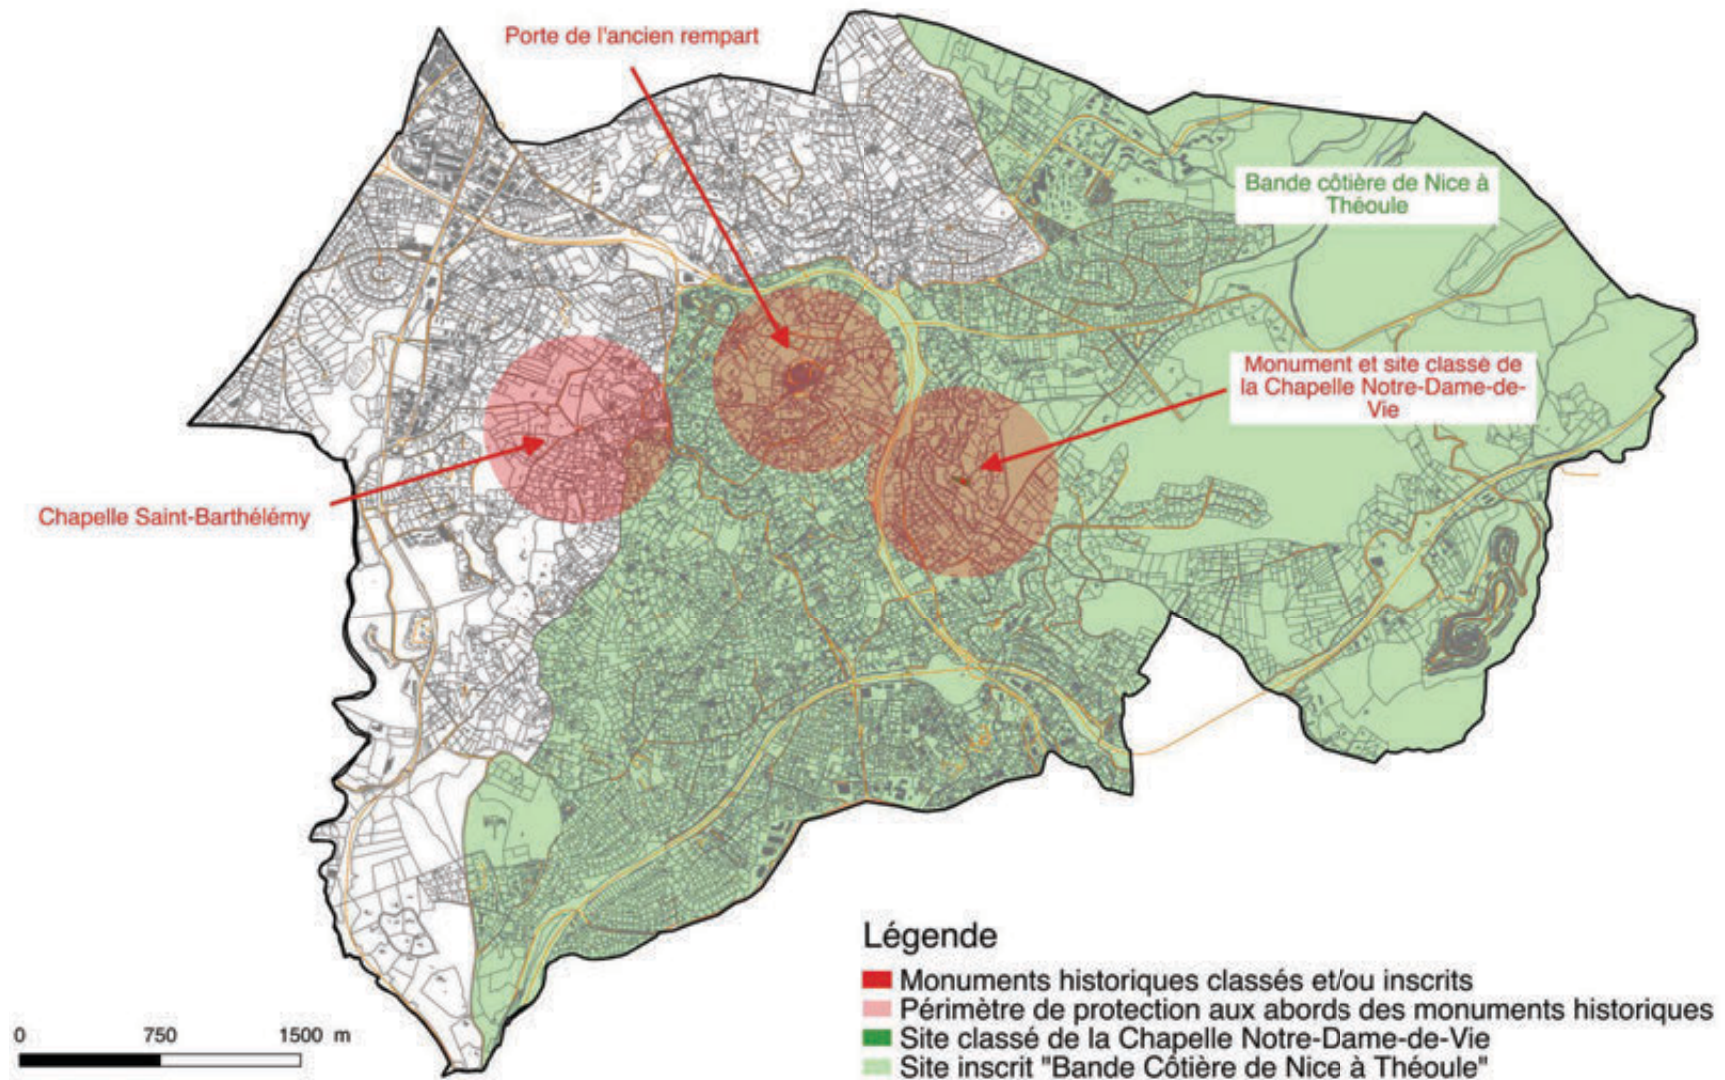 Porte de l'ancien rempart
Bande côtière de Nice à
Théoule
Monument et site classé de
la Chapelle Notre-Dame-de-
Vie
Chapelle Saint-Barthélémy
Légende
Monuments historiques classés et/ou inscrits
Périmètre de protection aux abords des monuments historiques
Site classé de la Chapelle Notre-Dame-de-Vie
Site inscrit "Bande Côtière de Nice à Théoule"
0 750 1500 m